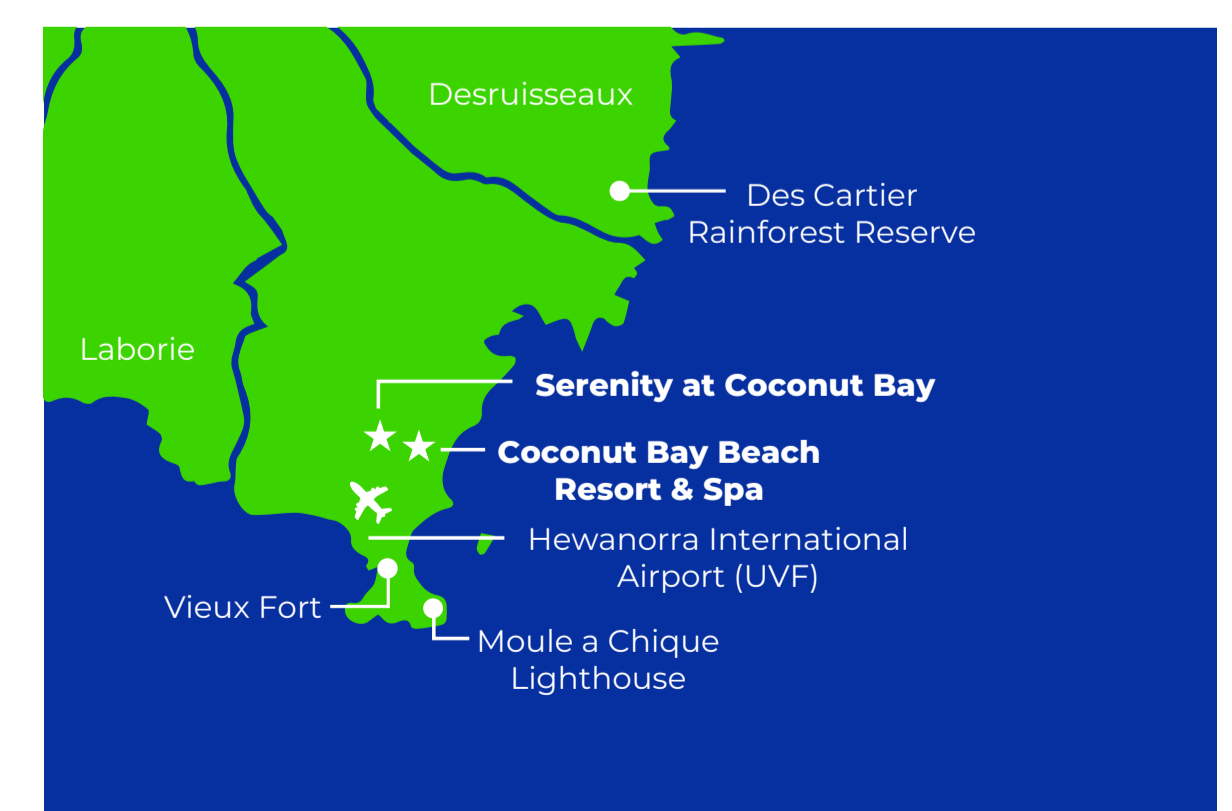 Desruisseaux
Des Cartier
Rainforest Reserve
Laborie
Serenity at Coconut Bay
Coconut Bay Beach
Resort & Spa
Hewanorra International
Airport (UVF)
Vieux Fort
Moule a Chique
Lighthouse